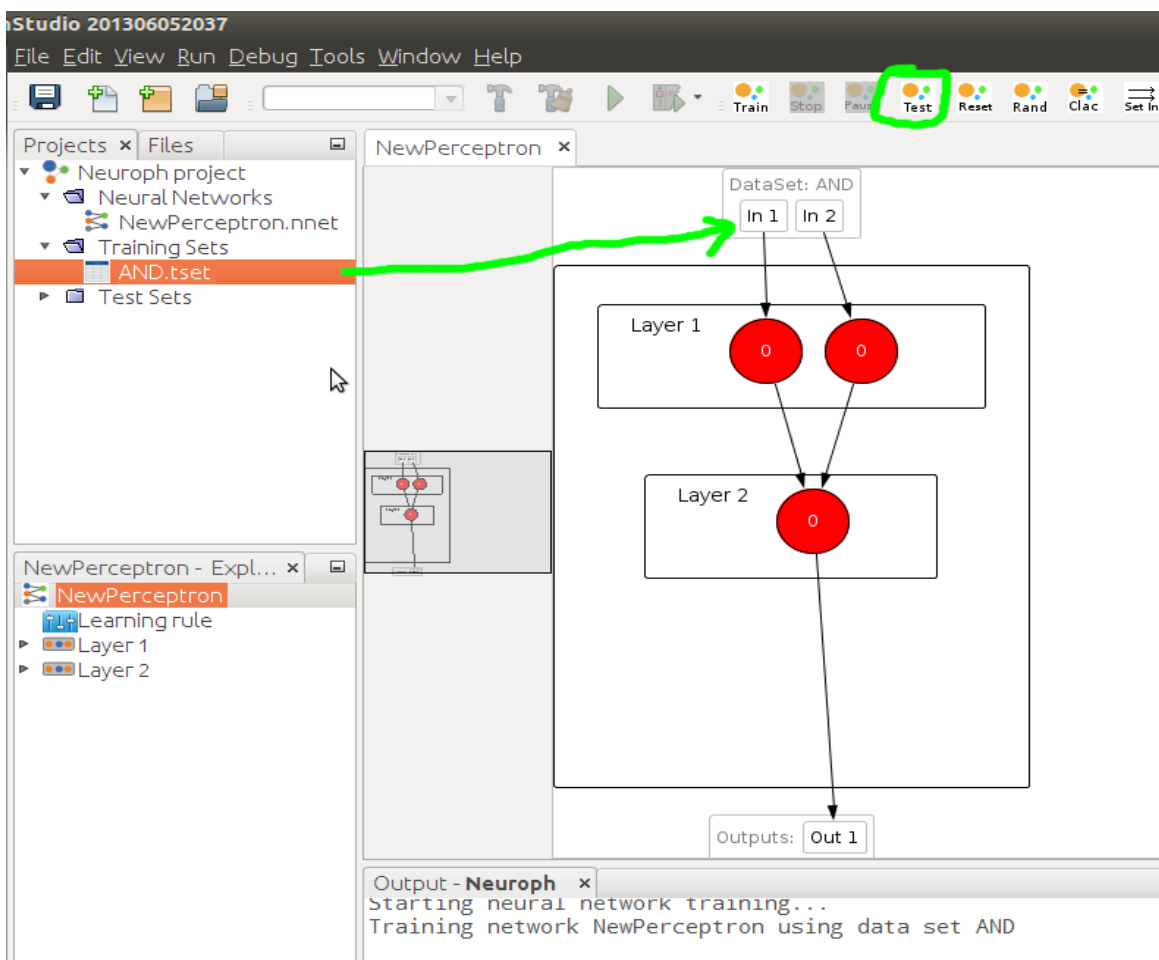 nStudio 201306052037
File Edit View Run Debug Tools Window Help
Train Stop Paus Test Reset Rand Clac Set In
Projects Files
Neuroph project
Neural Networks
NewPerceptron.nnet
Training Sets
AND.tset
Test Sets
NewPerceptron
DataSet: AND
In 1 In 2
Layer 1
0 0
Layer 2
0
Outputs: Out 1
NewPerceptron - Expl...
NewPerceptron
Learning rule
Layer 1
Layer 2
Output - Neuroph
Starting neural network training...
Training network NewPerceptron using data set AND